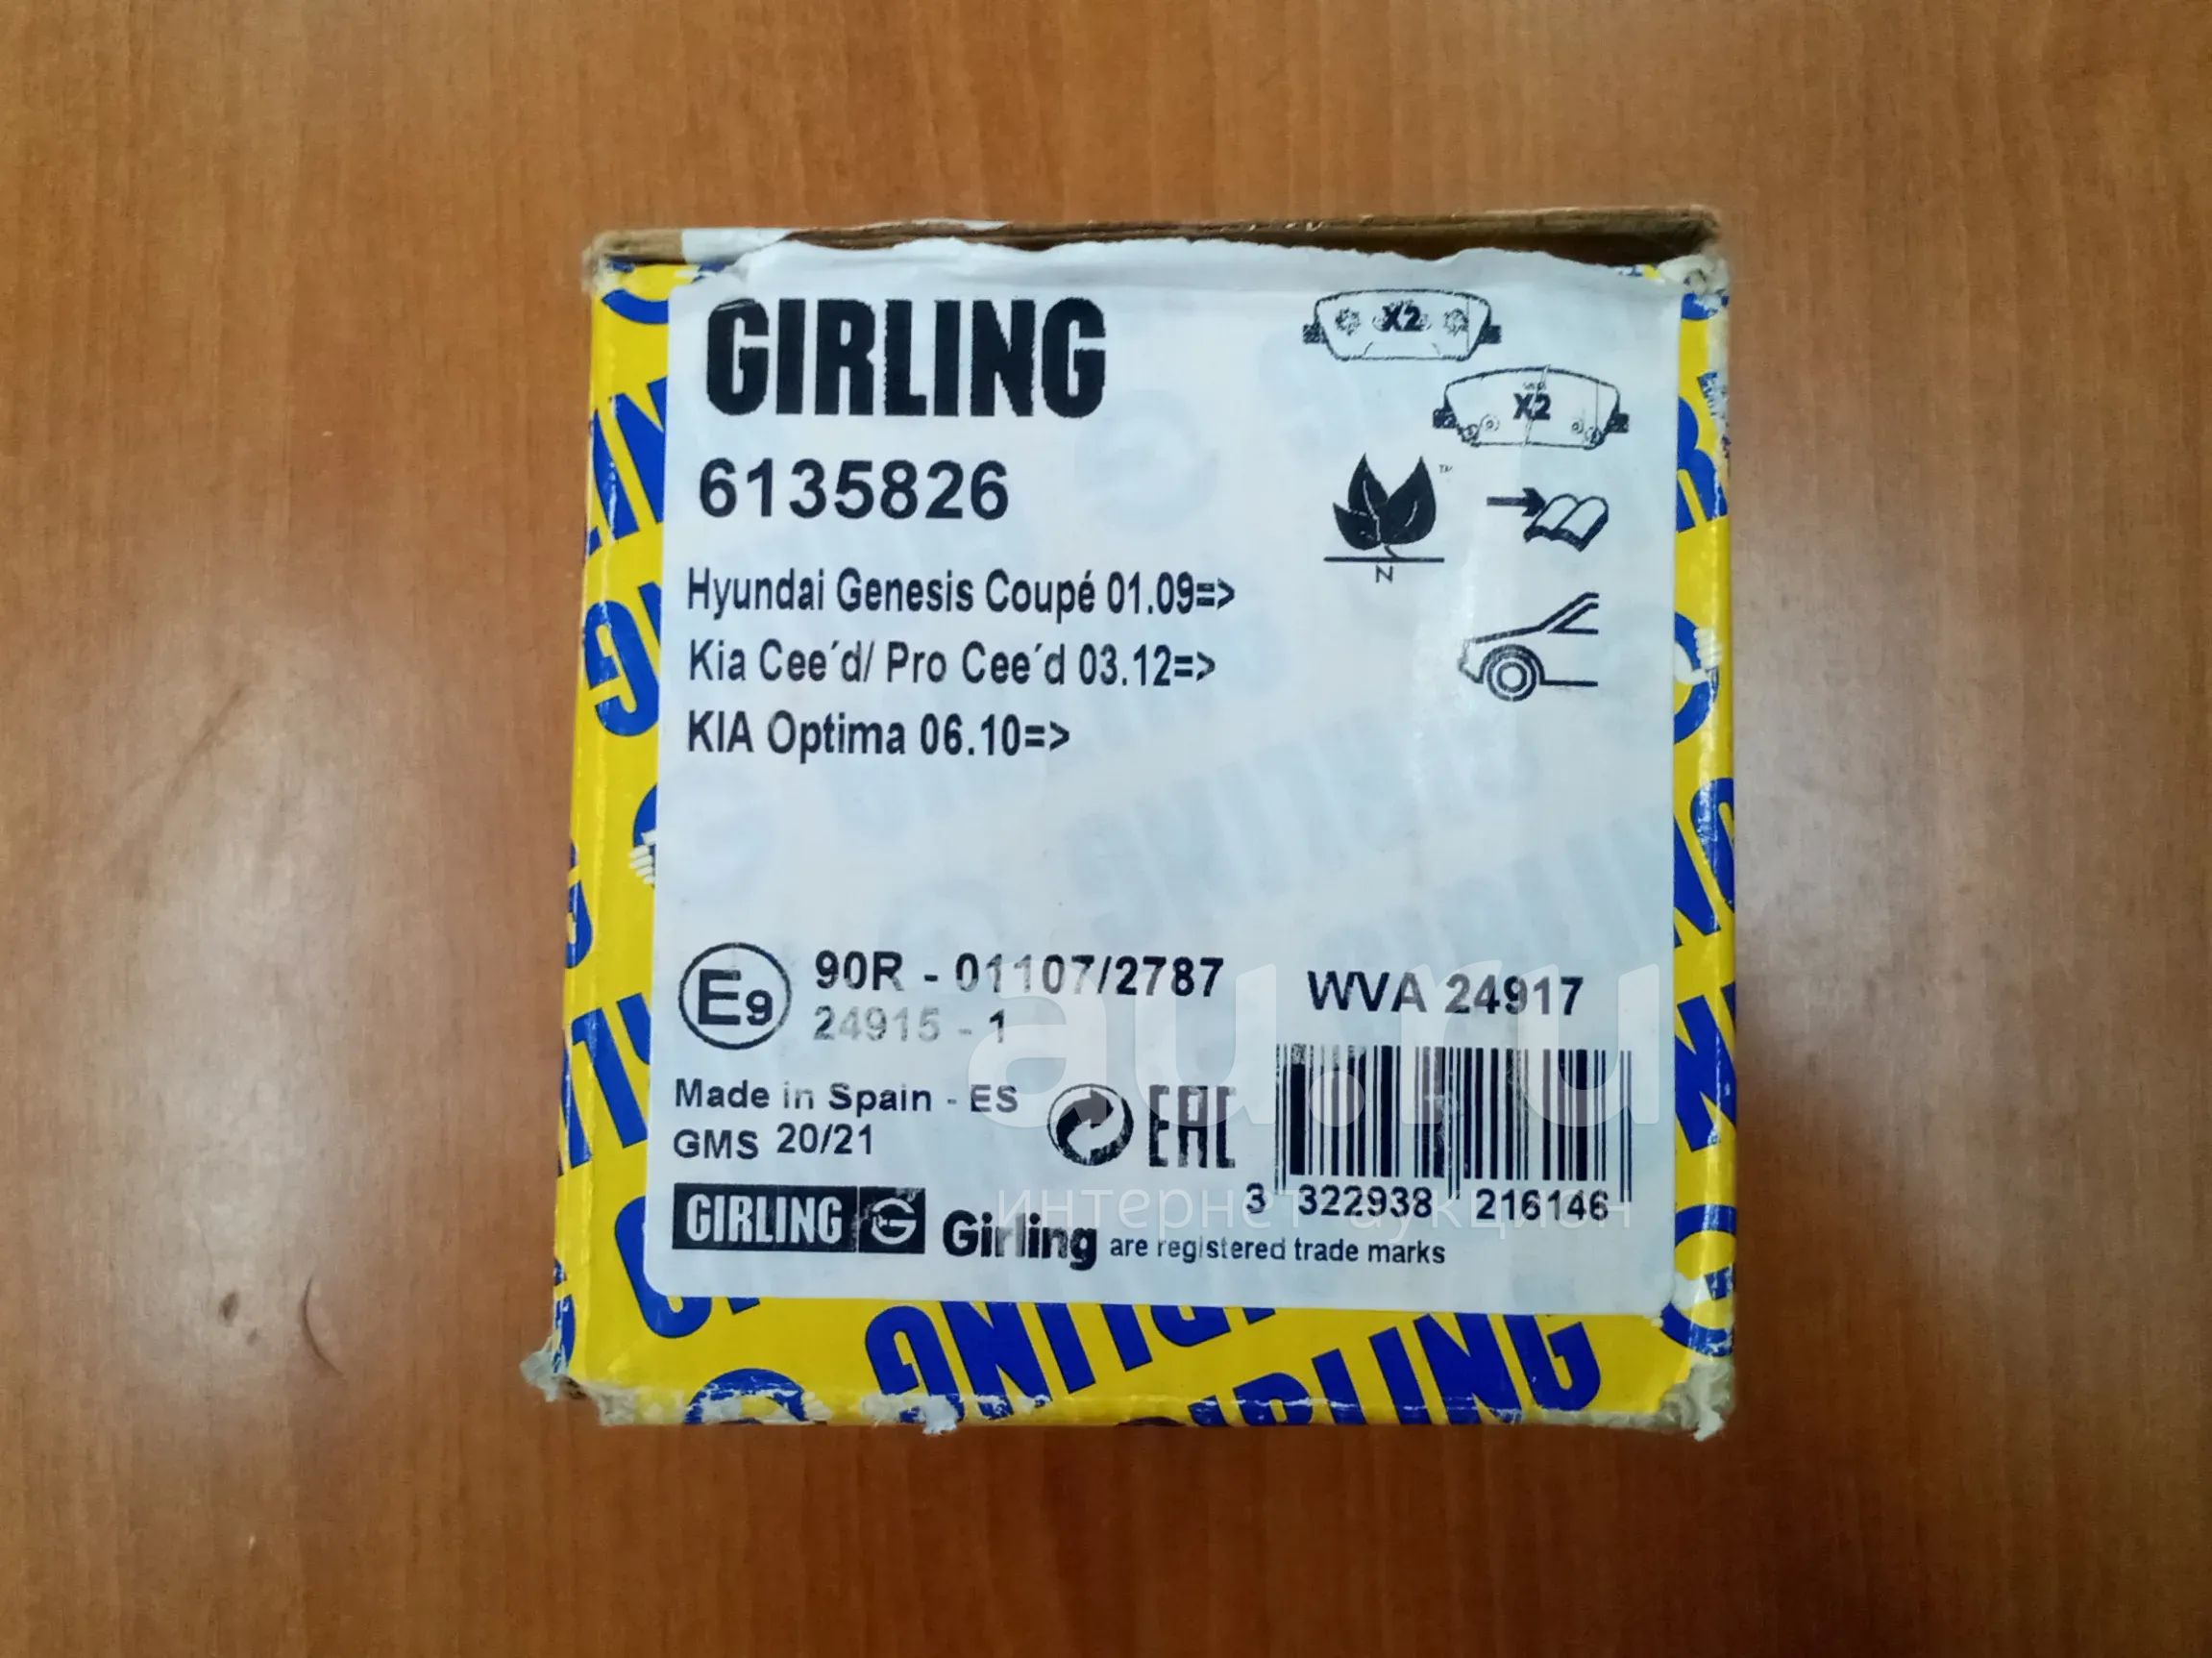 GIRLING
X2
X2
6135826
TM
N
Hyundai Genesis Coupé 01.09=>
Kia Cee´d/ Pro Cee´d 03.12=>
KIA Optima 06.10=>
E9 90R - 01107/2787 WVA 24917
24915 - 1
au.ru
Made in Spain - ES
GMS 20/21
EAC
3 322938 216146
интернет аукцион
GIRLING G Girling are registered trade marks
GIRLING
GIRLING